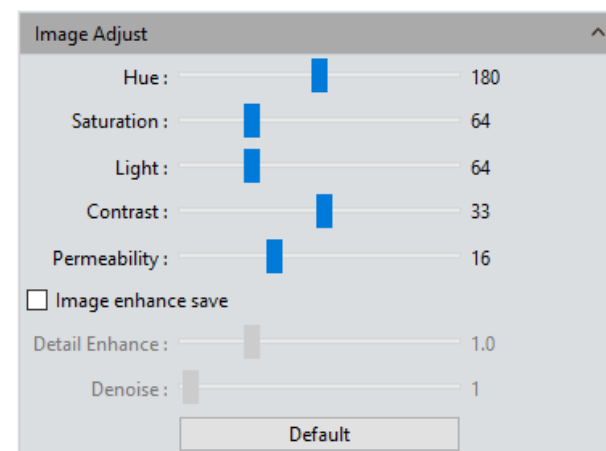 Image Adjust
Hue: 180
Saturation: 64
Light: 64
Contrast: 33
Permeability: 16
Image enhance save
Detail Enhance: 1.0
Denoise: 1
Default